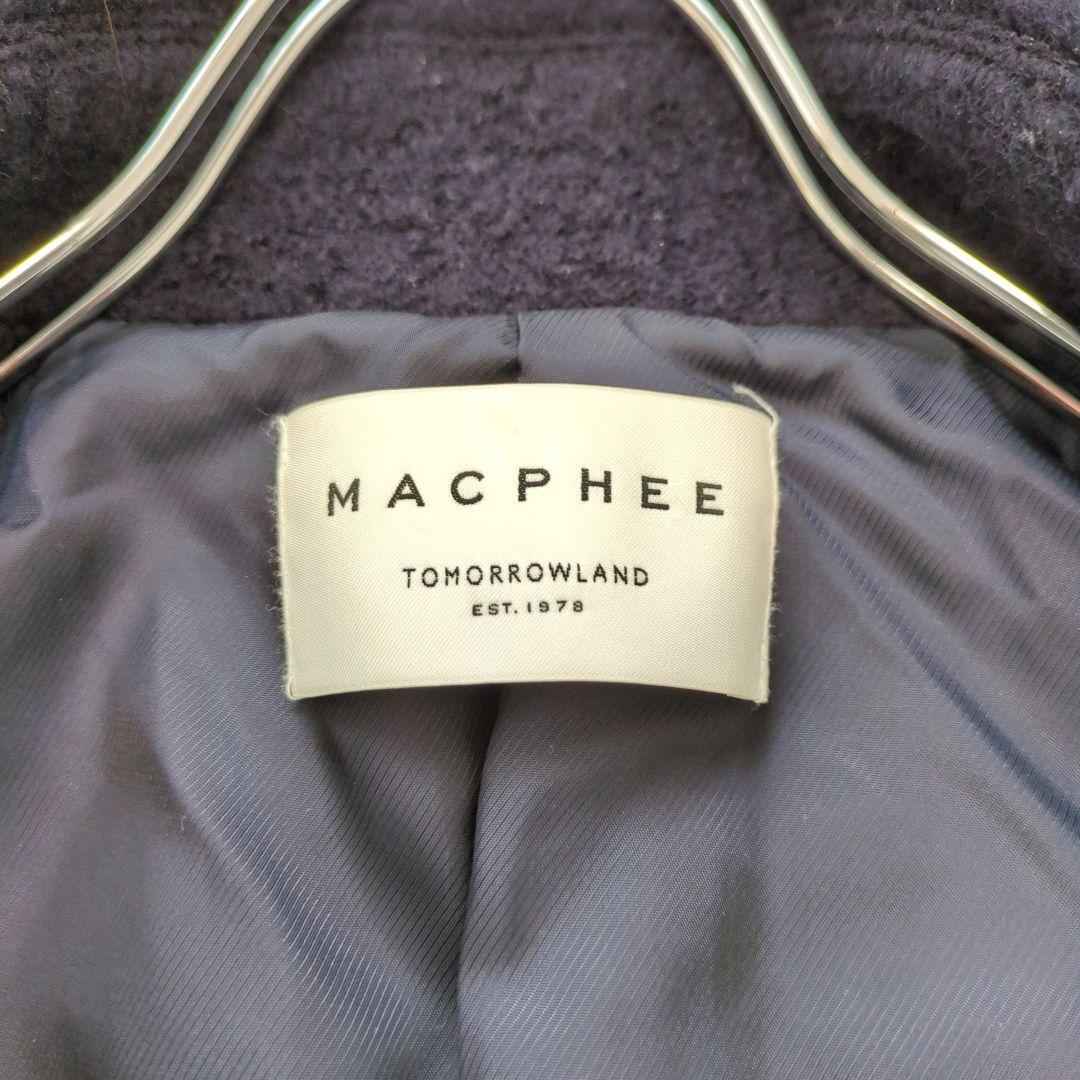 MACPHEE
TOMORROWLAND
EST. 1978